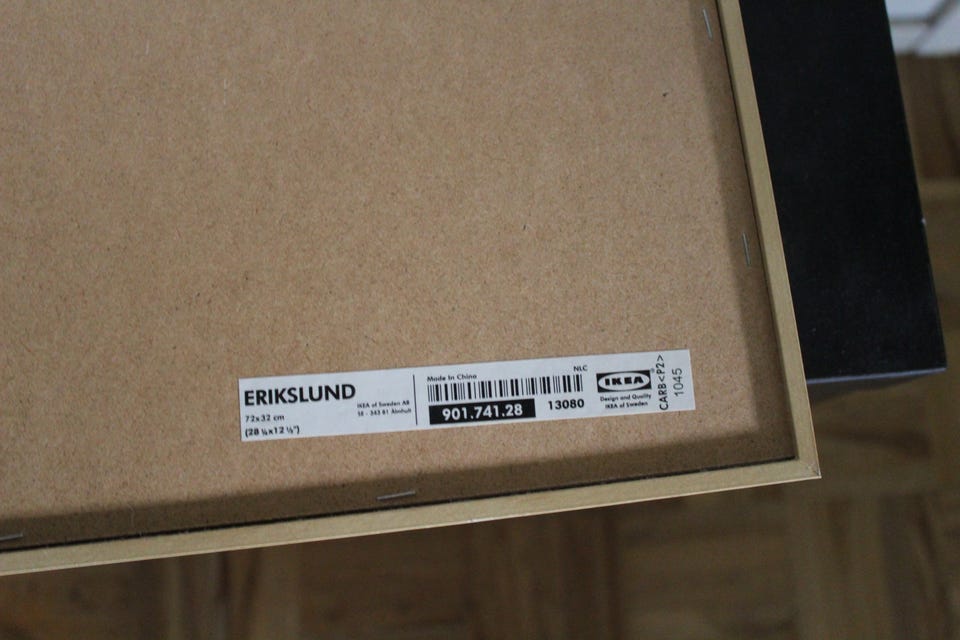 ERIKSLUND
72x32 cm
(28 ¼x12 ½")
IKEA of Sweden AB
SE - 343 81 Älmhult
Made in China
NLC
901.741.28
13080
IKEA®
Design and Quality
IKEA of Sweden
CARB<P2>
1045